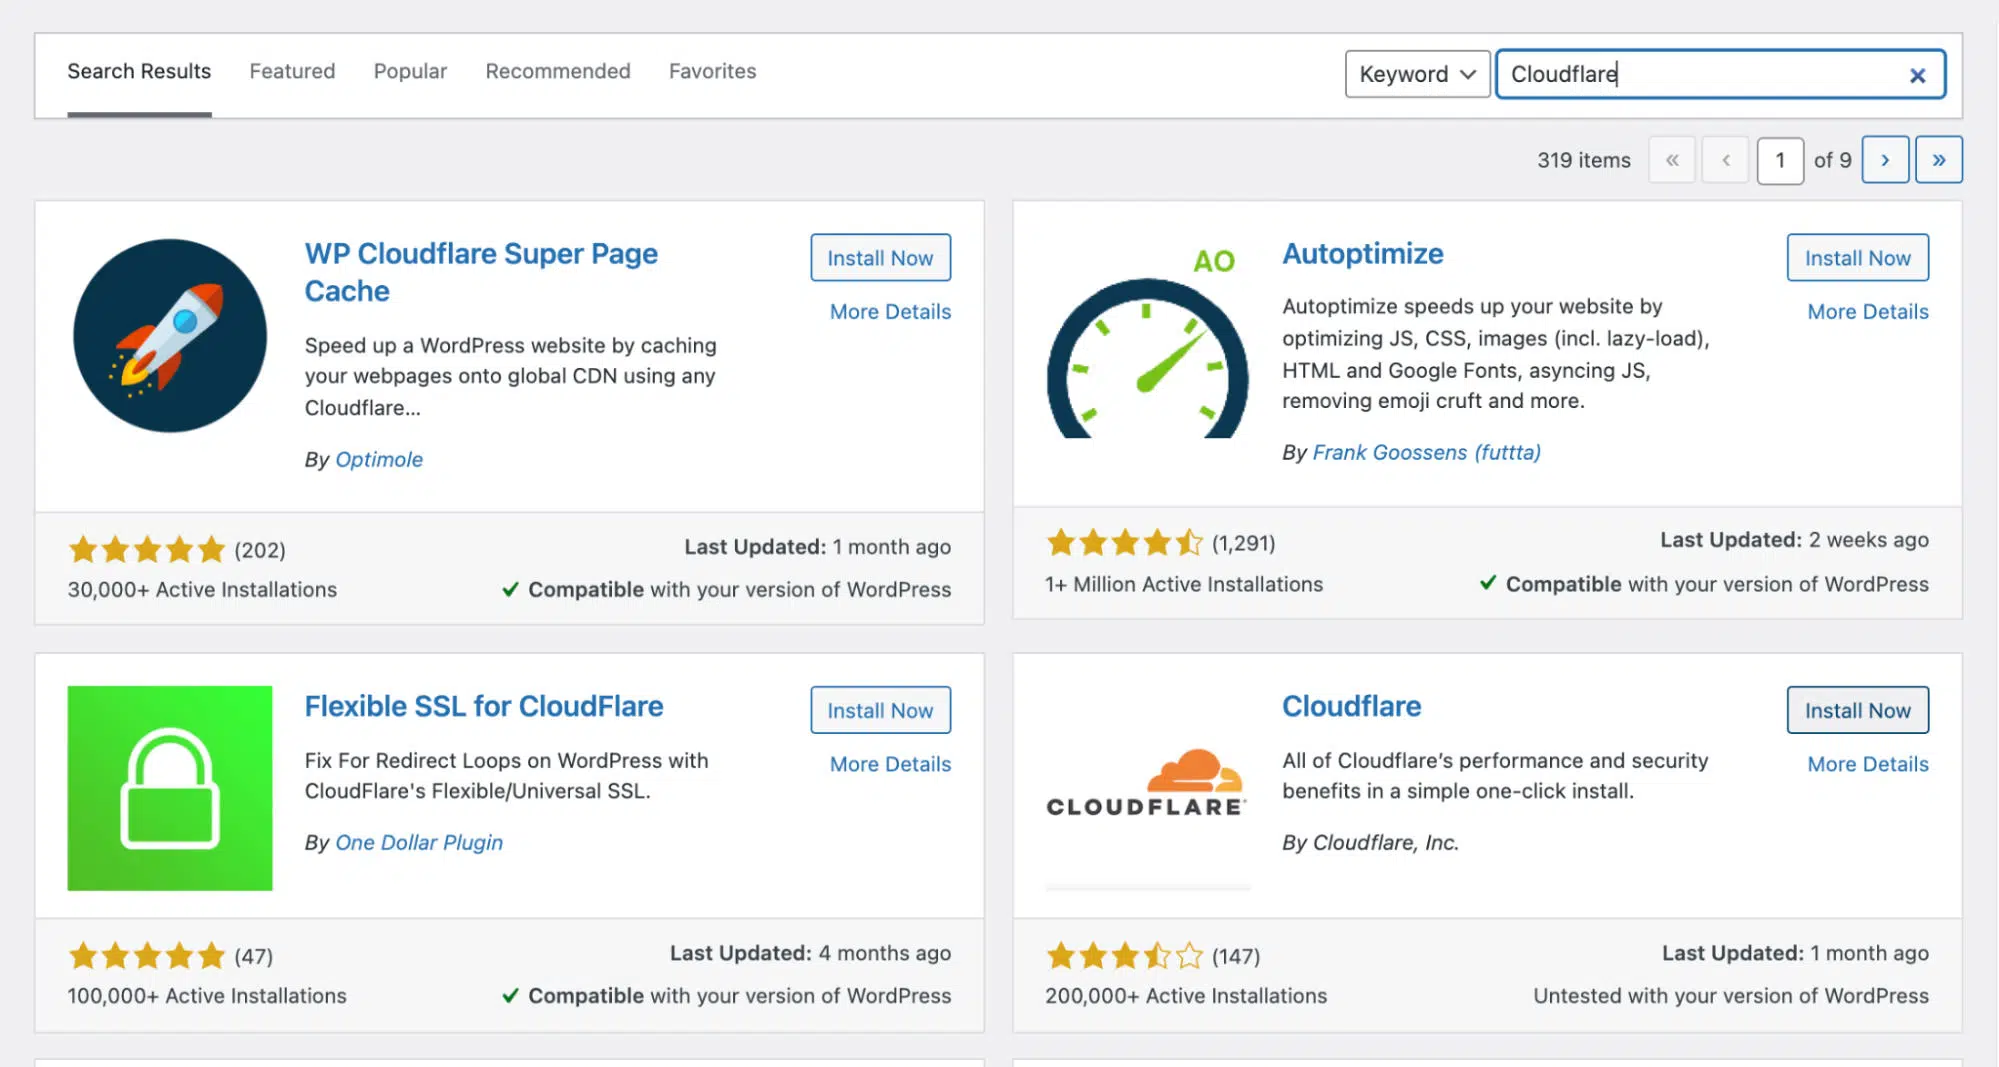 Search Results Featured Popular Recommended Favorites Keyword Cloudflare ×
319 items « ‹ 1 of 9 › »
WP Cloudflare Super Page
Cache
Install Now
More Details
Speed up a WordPress website by caching
your webpages onto global CDN using any
Cloudflare...
By Optimole
(202)
Last Updated: 1 month ago
30,000+ Active Installations
✓ Compatible with your version of WordPress
AO
Autoptimize
Install Now
More Details
Autoptimize speeds up your website by
optimizing JS, CSS, images (incl. lazy-load),
HTML and Google Fonts, asyncing JS,
removing emoji cruft and more.
By Frank Goossens (futtta)
(1,291)
Last Updated: 2 weeks ago
1+ Million Active Installations
✓ Compatible with your version of WordPress
Flexible SSL for CloudFlare
Install Now
More Details
Fix For Redirect Loops on WordPress with
CloudFlare's Flexible/Universal SSL.
By One Dollar Plugin
(47)
Last Updated: 4 months ago
100,000+ Active Installations
✓ Compatible with your version of WordPress
CLOUDFLARE
Cloudflare
Install Now
More Details
All of Cloudflare’s performance and security
benefits in a simple one-click install.
By Cloudflare, Inc.
(147)
Last Updated: 1 month ago
200,000+ Active Installations
Untested with your version of WordPress